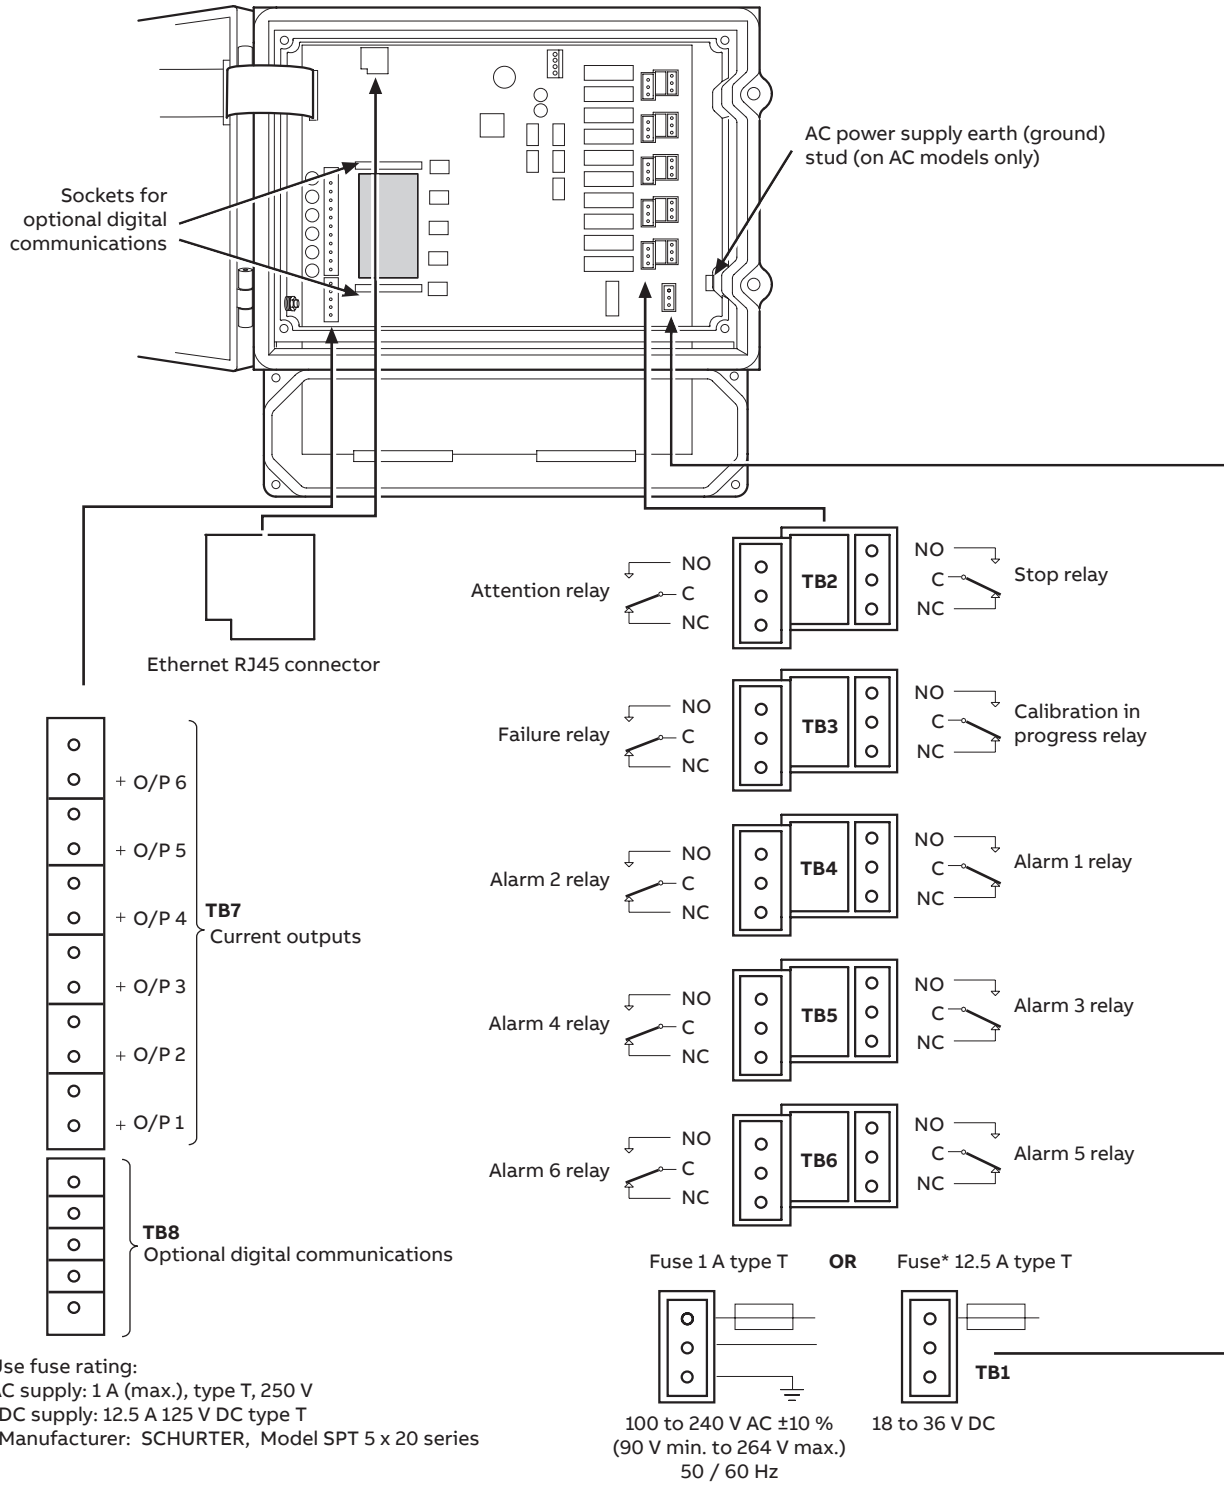 AC power supply earth (ground)
stud (on AC models only)
Sockets for
optional digital
communications
Ethernet RJ45 connector
Attention relay
NO
C
NC
TB2
NO
C
NC
Stop relay
Failure relay
NO
C
NC
TB3
NO
C
NC
Calibration in
progress relay
Alarm 2 relay
NO
C
NC
TB4
NO
C
NC
Alarm 1 relay
Alarm 4 relay
NO
C
NC
TB5
NO
C
NC
Alarm 3 relay
Alarm 6 relay
NO
C
NC
TB6
NO
C
NC
Alarm 5 relay
+ O/P 6
+ O/P 5
+ O/P 4
+ O/P 3
+ O/P 2
+ O/P 1
TB7
Current outputs
TB8
Optional digital communications
Fuse 1 A type T OR Fuse* 12.5 A type T
TB1
100 to 240 V AC ±10 %
(90 V min. to 264 V max.)
50 / 60 Hz
18 to 36 V DC
fuse rating:
supply: 1 A (max.), type T, 250 V
DC supply: 12.5 A 125 V DC type T
Manufacturer: SCHURTER, Model SPT 5 x 20 series